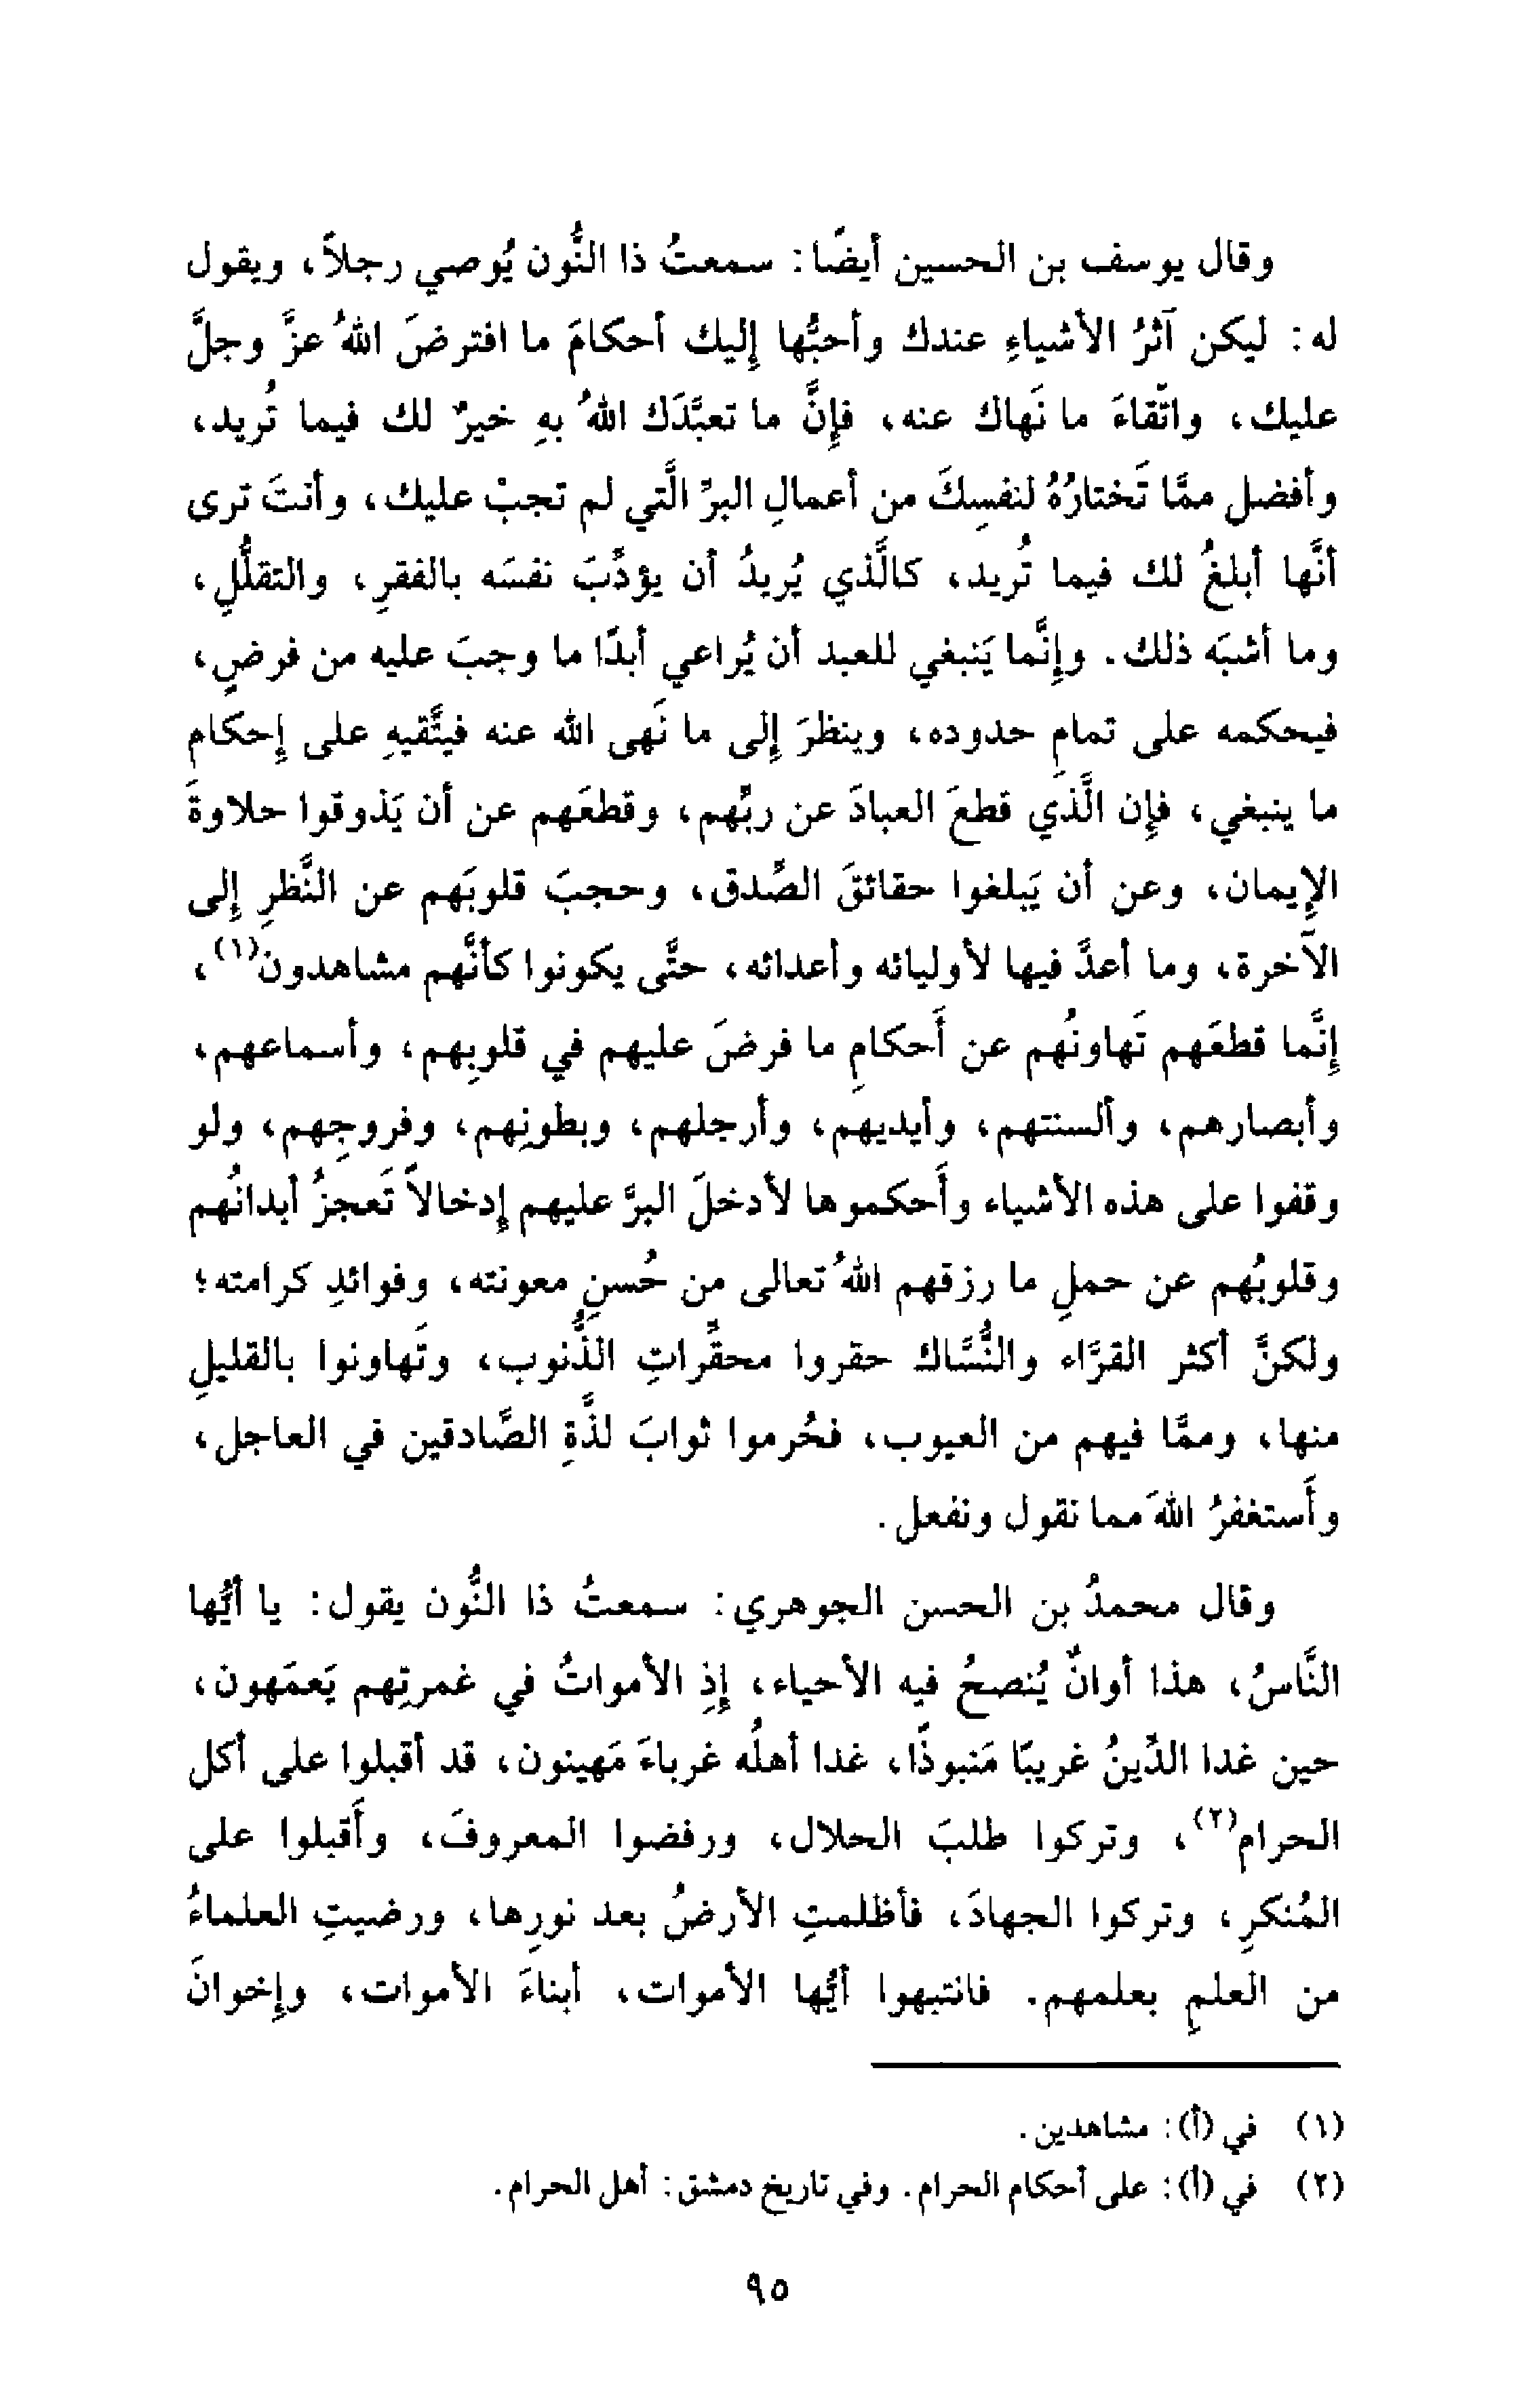 وقال يوسف بن الحسين أيضًا: سمعتُ ذا النُّون يُوصي رجلاً، ويقول
له: ليكن آثرُ الأشياءِ عندك وأحبُّها إليك أحكامَ ما افترضَ اللهُ عزَّ وجلَّ
عليك، واتّقاءَ ما نَهاك عنه، فإنَّ ما تعبَّدَك اللهُ بهِ خيرٌ لك فيما تُريد،
وأفضل ممَّا تَختارُهُ لنفسِكَ من أعمالِ البرِّ الَّتي لم تجبْ عليك، وأنتَ ترى
أنَّها أبلغُ لك فيما تُريد، كالَّذي يُريدُ أن يؤدِّبَ نفسَه بالفقرِ، والتقلُّلِ،
وما أشبَه ذلك. وإنَّما يَنبغي للعبد أن يُراعي أبدًا ما وجبَ عليه من فرضٍ،
فيحكمه على تمامِ حدوده، وينظرَ إلى ما نَهى الله عنه فيتَّقيهِ على إحكام
ما ينبغي، فإن الَّذي قطعَ العبادَ عن ربِّهم، وقطعَهم عن أن يَذوقوا حلاوةَ
الإيمان، وعن أن يَبلغوا حقائقَ الصِّدق، وحجبَ قلوبَهم عن النَّظرِ إلى
الآخرة، وما أعدَّ فيها لأوليائه وأعدائه، حتَّى يكونوا كأنَّهم مشاهدون(١)،
إنَّما قطعَهم تَهاونُهم عن أَحكامِ ما فرضَ عليهم في قلوبِهم، وأسماعهم،
وأبصارهم، وألسنتهم، وأيديهم، وأرجلهم، وبطونِهم، وفروجِهم، ولو
وقفوا على هذه الأشياء وأَحكموها لأدخلَ البرَّ عليهم إدخالاً تَعجزُ أبدانُهم
وقلوبُهم عن حملِ ما رزقهم اللهُ تعالى من حُسنِ معونته، وفوائدِ كرامته؛
ولكنَّ أكثر القرَّاء والنُّسَّاك حقروا محقَّراتِ الذُّنوب، وتَهاونوا بالقليلِ
منها، وممَّا فيهم من العيوب، فحُرموا ثوابَ لذَّةِ الصَّادقين في العاجل،
وأَستغفرُ اللهَ مما نقول ونفعل.
وقال محمدُ بن الحسن الجوهري: سمعتُ ذا النُّون يقول: يا أيُّها
النَّاسُ، هذا أوانٌ يُنصحُ فيه الأحياء، إذِ الأمواتُ في غمرتِهم يَعمَهون،
حين غدا الدِّينُ غريبًا مَنبوذًا، غدا أهلُه غرباءَ مَهينون، قد أقبلوا على أكل
الحرام(٢)، وتركوا طلبَ الحلال، ورفضوا المعروفَ، وأَقبلوا على
المُنكرِ، وتركوا الجهادَ، فأظلمتِ الأرضُ بعد نورِها، ورضيتِ العلماءُ
من العلمِ بعلمهم. فانتبهوا أيُّها الأموات، أبناءَ الأموات، وإخوانَ
(١) في (أ): مشاهدين.
(٢) في (أ): على أحكام الحرام. وفي تاريخ دمشق: أهل الحرام.
٩٥